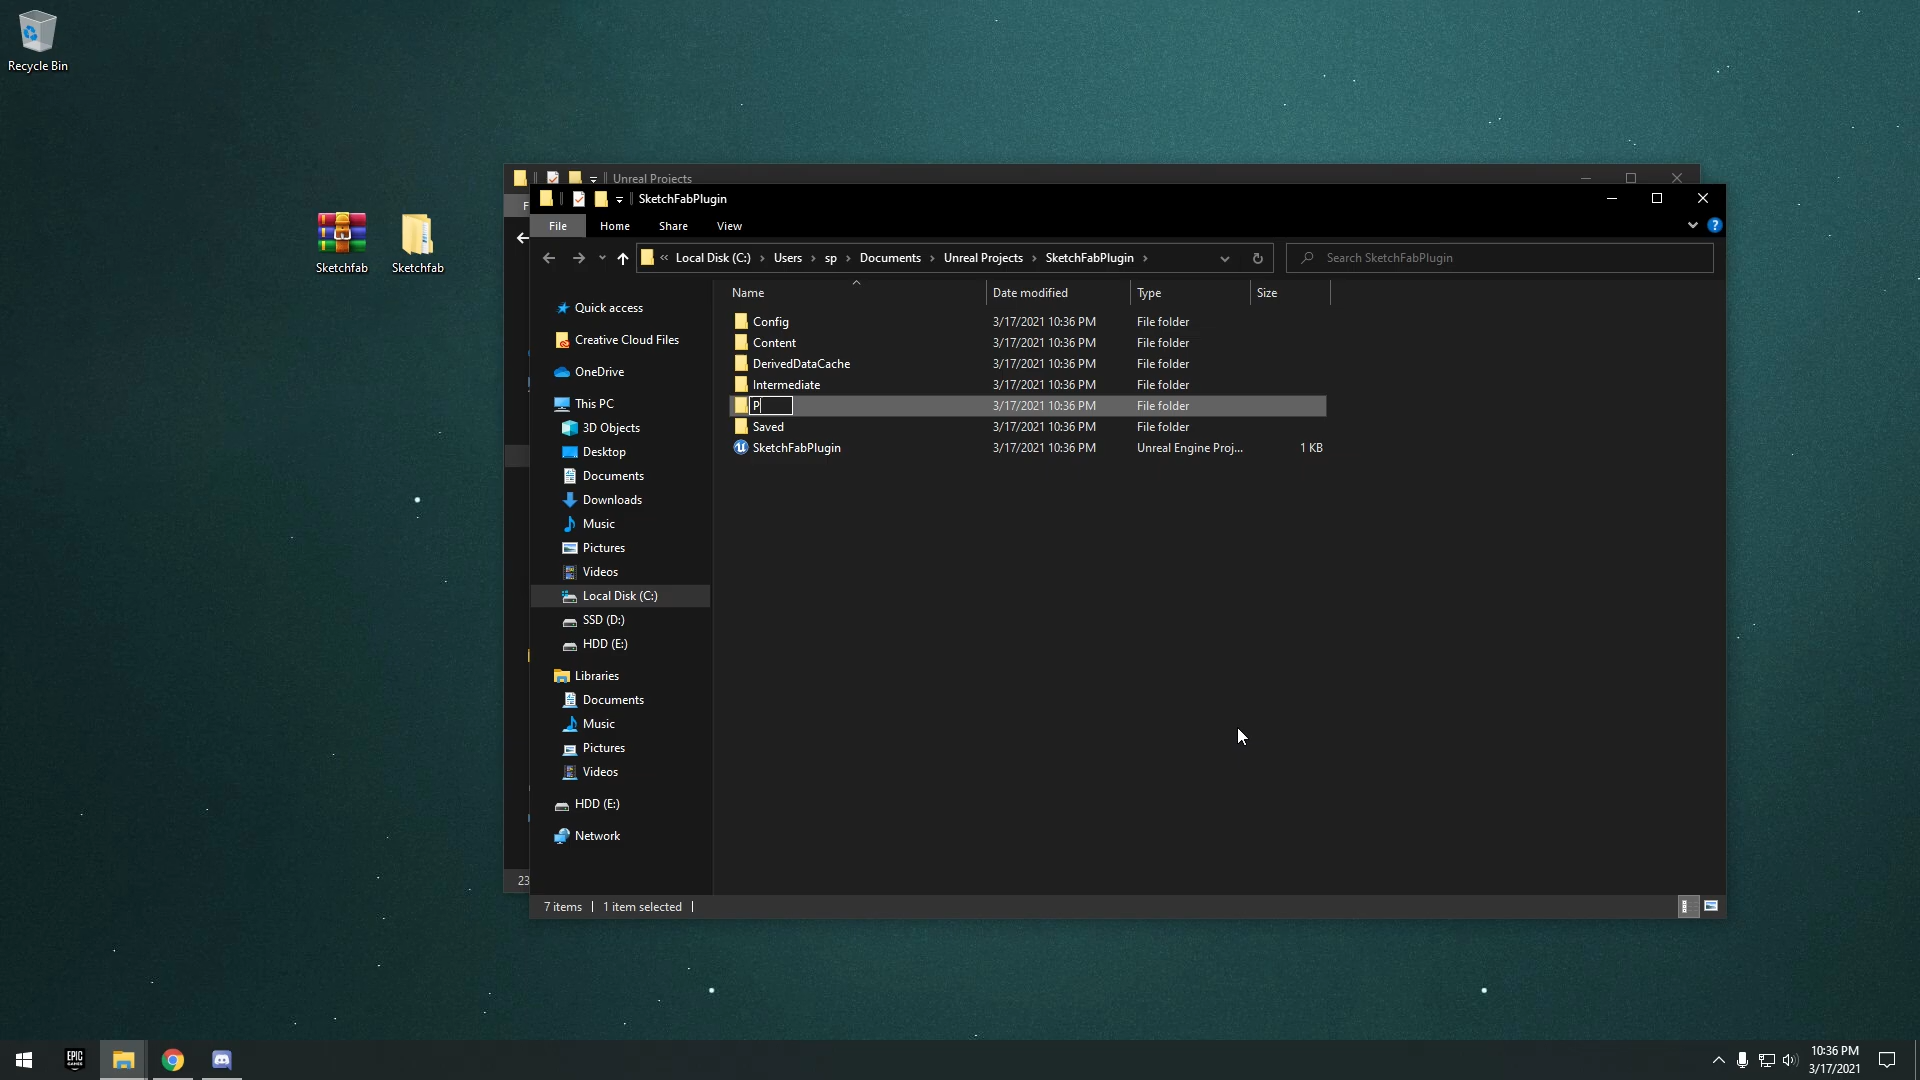 Recycle Bin
Sketchfab
Sketchfab
Unreal Projects
F
23
SketchFabPlugin
File Home Share View
« Local Disk (C:) › Users › sp › Documents › Unreal Projects › SketchFabPlugin ›
Search SketchFabPlugin
Name Date modified Type Size
Config 3/17/2021 10:36 PM File folder
Content 3/17/2021 10:36 PM File folder
DerivedDataCache 3/17/2021 10:36 PM File folder
Intermediate 3/17/2021 10:36 PM File folder
P 3/17/2021 10:36 PM File folder
Saved 3/17/2021 10:36 PM File folder
SketchFabPlugin 3/17/2021 10:36 PM Unreal Engine Proj... 1 KB
Quick access
Creative Cloud Files
OneDrive
This PC
3D Objects
Desktop
Documents
Downloads
Music
Pictures
Videos
Local Disk (C:)
SSD (D:)
HDD (E:)
Libraries
Documents
Music
Pictures
Videos
HDD (E:)
Network
7 items 1 item selected
EPIC
GAMES
10:36 PM
3/17/2021